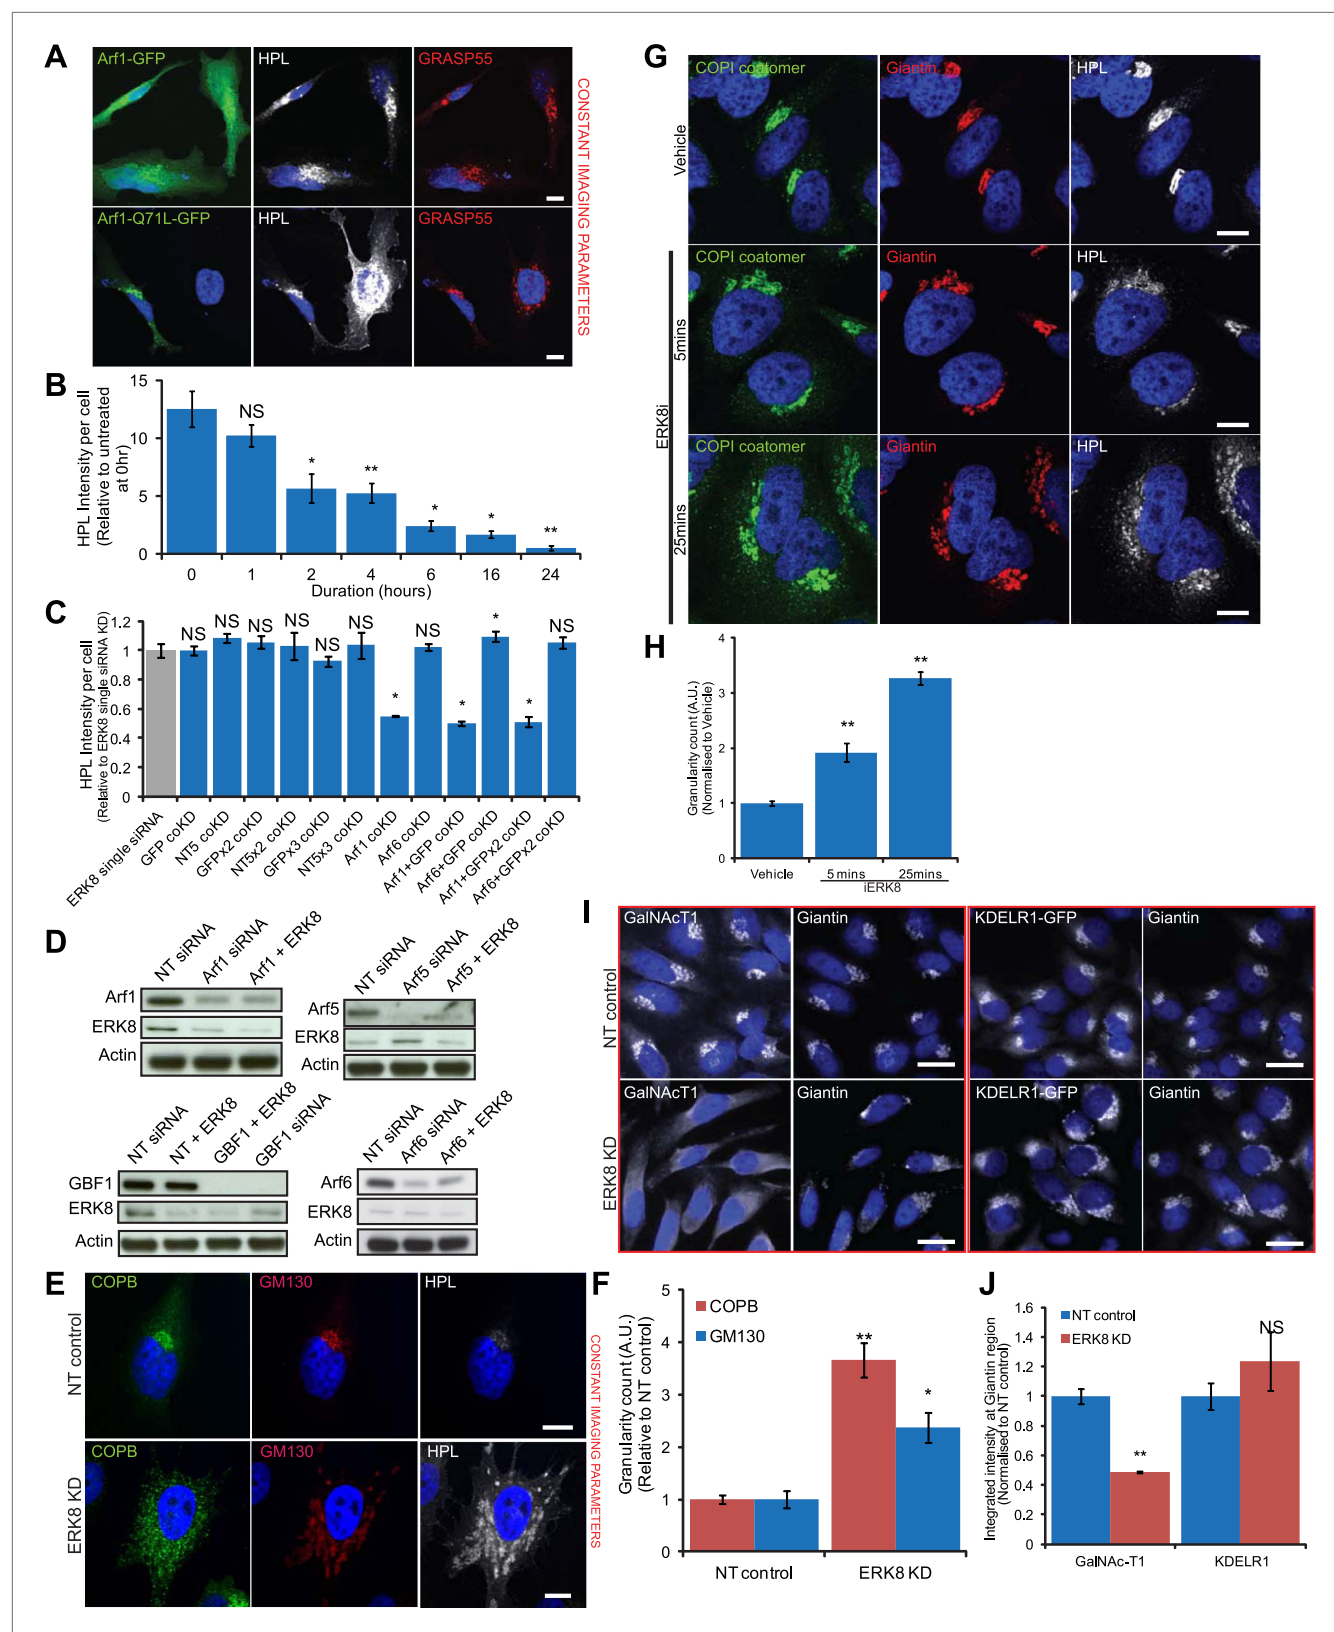 A
Arf1-GFP
HPL
GRASP55
Arf1-Q71L-GFP
HPL
GRASP55
CONSTANT IMAGING PARAMETERS
B
HPL Intensity per cell
(Relative to untreated
at 0hr)
15
10
5
0
NS
*
**
*
*
**
0 1 2 4 6 16 24
Duration (hours)
C
HPL Intensity per cell
(Relative to ERK8 single siRNA KD)
1.2
1
0.8
0.6
0.4
0.2
0
NS NS NS NS NS NS * NS * * * NS
ERK8 single siRNA
GFP coKD
NT5 coKD
GFPx2 coKD
NT5x2 coKD
GFPx3 coKD
NT5x3 coKD
Arf1 coKD
Arf6 coKD
Arf1+GFP coKD
Arf6+GFP coKD
Arf1+GFPx2 coKD
Arf6+GFPx2 coKD
D
NT siRNA
Arf1 siRNA
Arf1 + ERK8
Arf1
ERK8
Actin
NT siRNA
Arf5 siRNA
Arf5 + ERK8
Arf5
ERK8
Actin
NT siRNA
NT + ERK8
GBF1 + ERK8
GBF1 siRNA
GBF1
ERK8
Actin
NT siRNA
Arf6 siRNA
Arf6 + ERK8
Arf6
ERK8
Actin
E
NT control
COPB
GM130
HPL
ERK8 KD
COPB
GM130
HPL
CONSTANT IMAGING PARAMETERS
F
Granularity count (A.U.)
(Relative to NT control)
5
4
3
2
1
0
COPB
GM130
**
*
NT control
ERK8 KD
G
Vehicle
COPI coatomer
Giantin
HPL
ERK8i
5mins
COPI coatomer
Giantin
HPL
25mins
COPI coatomer
Giantin
HPL
H
Granularity count (A.U.)
(Normalised to Vehicle)
4
3
2
1
0
**
**
Vehicle
5 mins
25mins
iERK8
I
NT control
GalNAcT1
Giantin
KDELR1-GFP
Giantin
ERK8 KD
GalNAcT1
Giantin
KDELR1-GFP
Giantin
J
Integrated intensity at Giantin region
(Normalised to NT control)
1.6
1.4
1.2
1
0.8
0.6
0.4
0.2
0
NT control
ERK8 KD
**
NS
GalNAc-T1
KDELR1